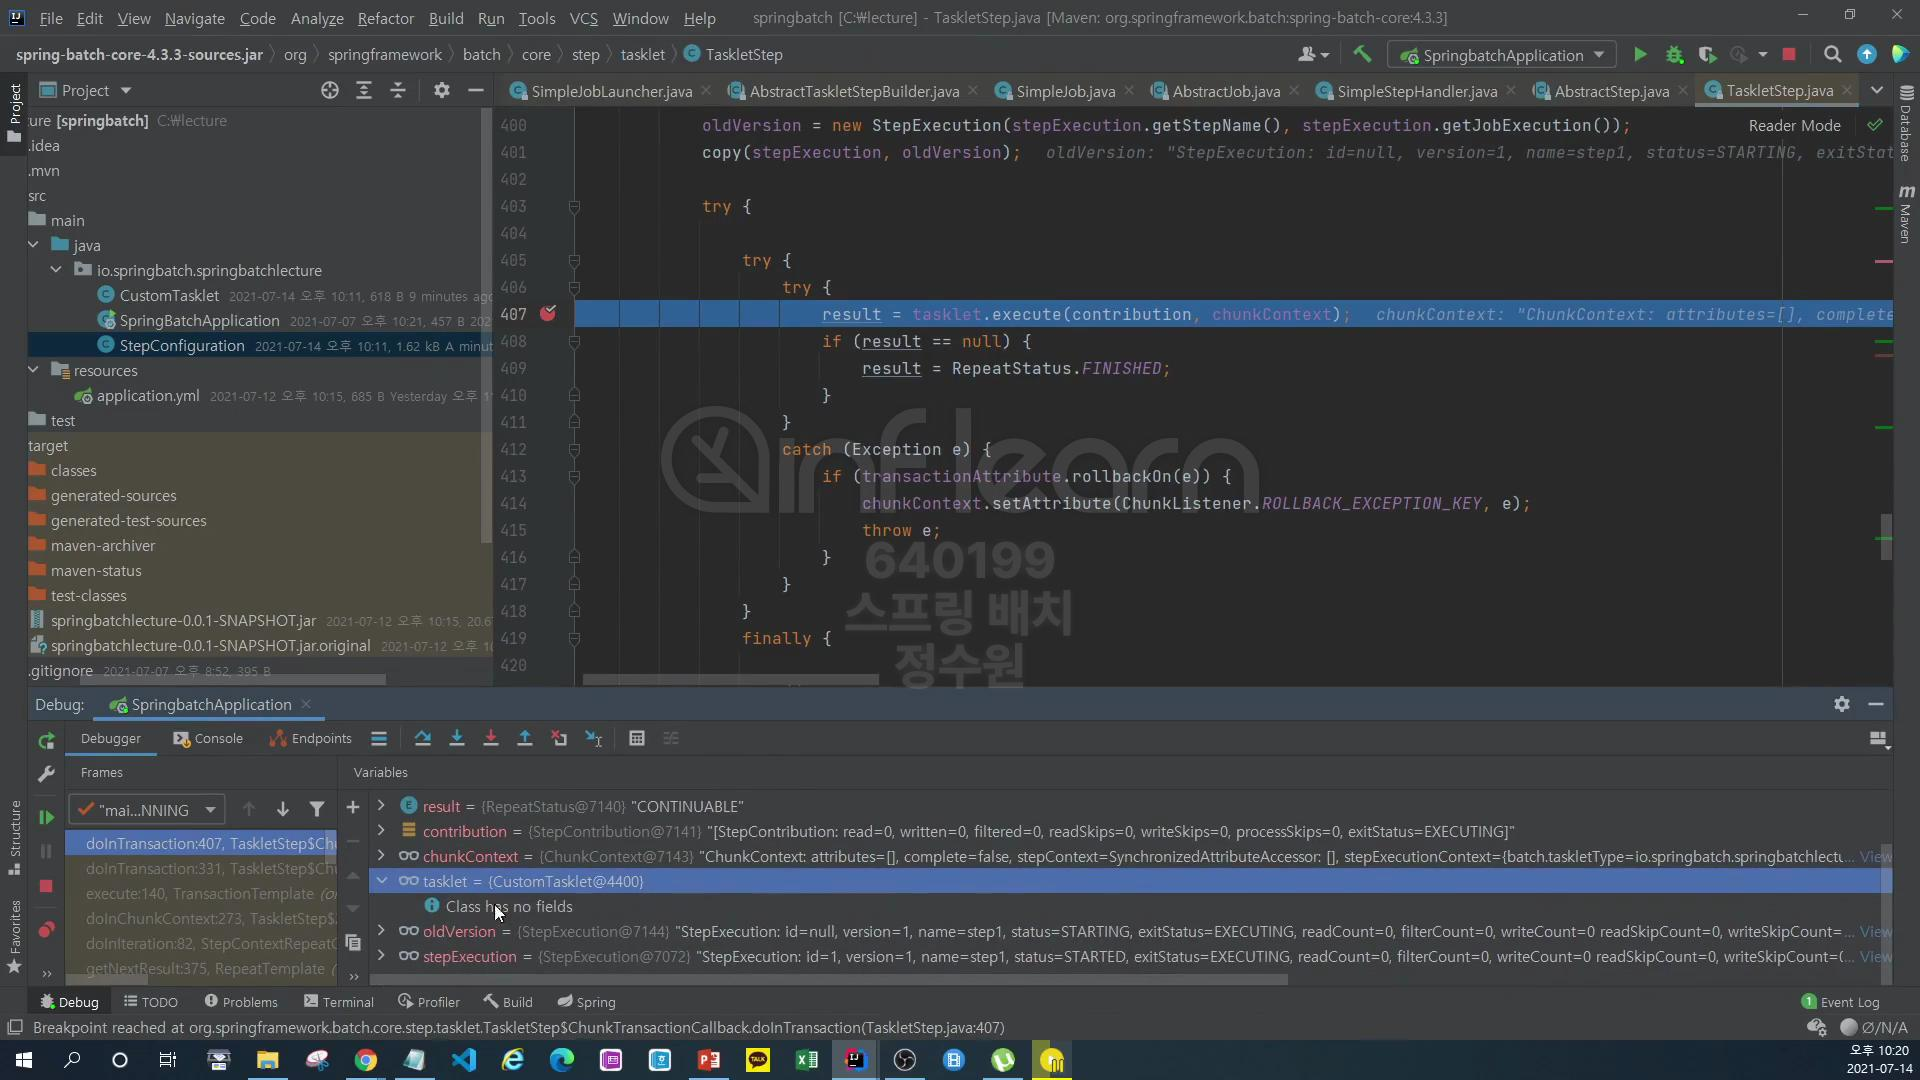 File Edit View Navigate Code Analyze Refactor Build Run Tools VCS Window Help springbatch [C:₩lecture] - TaskletStep.java [Maven: org.springframework.batch:spring-batch-core:4.3.3]
spring-batch-core-4.3.3-sources.jar org springframework batch core step tasklet TaskletStep SpringbatchApplication
Project
SimpleJobLauncher.java AbstractTaskletStepBuilder.java SimpleJob.java AbstractJob.java SimpleStepHandler.java AbstractStep.java TaskletStep.java
Reader Mode
ture [springbatch] C:₩lecture
.idea
.mvn
src
main
java
io.springbatch.springbatchlecture
CustomTasklet 2021-07-14 오후 10:11, 618 B 9 minutes ago
SpringBatchApplication 2021-07-07 오후 10:21, 457 B 202
StepConfiguration 2021-07-14 오후 10:11, 1.62 kB A minut
resources
application.yml 2021-07-12 오후 10:15, 685 B Yesterday 오후 1
test
target
classes
generated-sources
generated-test-sources
maven-archiver
maven-status
test-classes
springbatchlecture-0.0.1-SNAPSHOT.jar 2021-07-12 오후 10:15, 20.6
springbatchlecture-0.0.1-SNAPSHOT.jar.original 2021-07-12 오후 10
.gitignore 2021-07-07 오후 8:52, 395 B
400 oldVersion = new StepExecution(stepExecution.getStepName(), stepExecution.getJobExecution());
401 copy(stepExecution, oldVersion); oldVersion: "StepExecution: id=null, version=1, name=step1, status=STARTING, exitStat
402
403 try {
404
405 try {
406 try {
407 result = tasklet.execute(contribution, chunkContext); chunkContext: "ChunkContext: attributes=[], complete
408 if (result == null) {
409 result = RepeatStatus.FINISHED;
410 }
411 }
412 catch (Exception e) {
413 if (transactionAttribute.rollbackOn(e)) {
414 chunkContext.setAttribute(ChunkListener.ROLLBACK_EXCEPTION_KEY, e);
415 throw e;
416 }
417 }
418 }
419 finally {
420
inflearn
640199
스프링 배치
정수원
Project
Structure
Favorites
Database
Maven
Debug: SpringbatchApplication
Debugger Console Endpoints
Frames Variables
"mai...NNING
doInTransaction:407, TaskletStep$Chu
doInTransaction:331, TaskletStep$Chu
execute:140, TransactionTemplate (o
doInChunkContext:273, TaskletStep$
doInIteration:82, StepContextRepeatC
getNextResult:375, RepeatTemplate
result = {RepeatStatus@7140} "CONTINUABLE"
contribution = {StepContribution@7141} "[StepContribution: read=0, written=0, filtered=0, readSkips=0, writeSkips=0, processSkips=0, exitStatus=EXECUTING]"
chunkContext = {ChunkContext@7143} "ChunkContext: attributes=[], complete=false, stepContext=SynchronizedAttributeAccessor: [], stepExecutionContext={batch.taskletType=io.springbatch.springbatchlectu... View
tasklet = {CustomTasklet@4400}
Class has no fields
oldVersion = {StepExecution@7144} "StepExecution: id=null, version=1, name=step1, status=STARTING, exitStatus=EXECUTING, readCount=0, filterCount=0, writeCount=0 readSkipCount=0, writeSkipCount=... View
stepExecution = {StepExecution@7072} "StepExecution: id=1, version=1, name=step1, status=STARTED, exitStatus=EXECUTING, readCount=0, filterCount=0, writeCount=0 readSkipCount=0, writeSkipCount=(... View
Debug TODO Problems Terminal Profiler Build Spring 1 Event Log
Breakpoint reached at org.springframework.batch.core.step.tasklet.TaskletStep$ChunkTransactionCallback.doInTransaction(TaskletStep.java:407) Ø/N/A
TALK
오후 10:20
2021-07-14